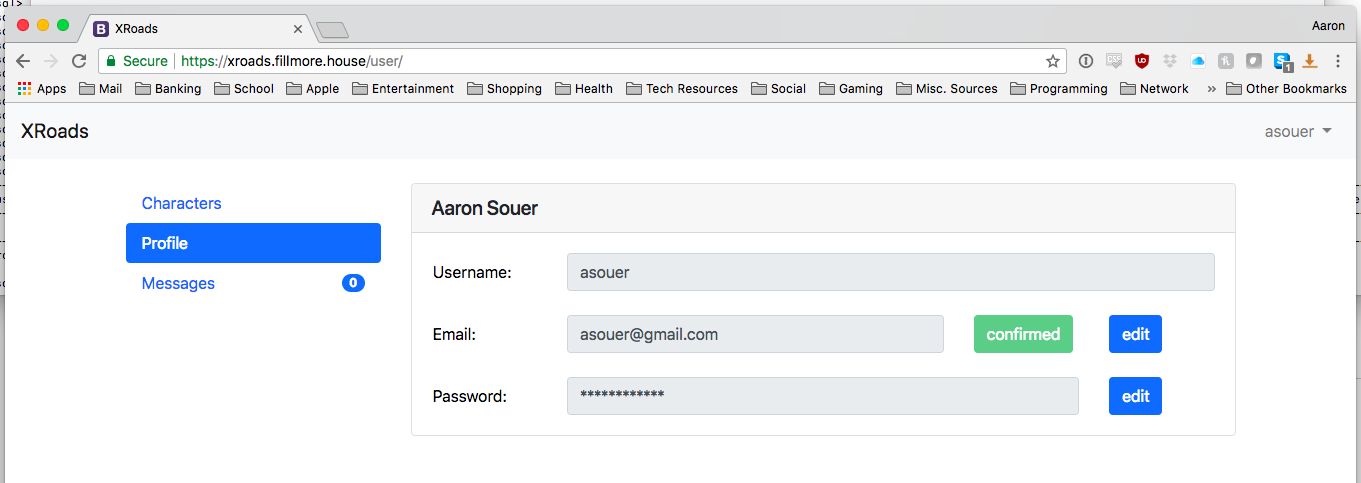 XRoads
Aaron
Secure https://xroads.fillmore.house/user/
Apps Mail Banking School Apple Entertainment Shopping Health Tech Resources Social Gaming Misc. Sources Programming Network » Other Bookmarks
XRoads asouer
Characters
Profile
Messages 0
Aaron Souer
Username: asouer
Email: asouer@gmail.com confirmed edit
Password: ************ edit